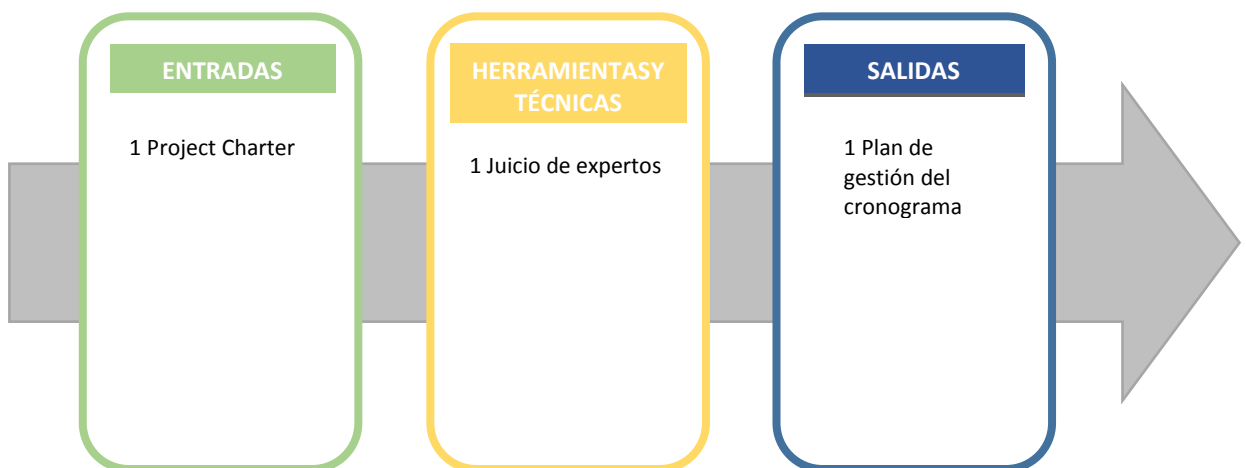 ENTRADAS
1 Project Charter
HERRAMIENTASY
TÉCNICAS
1 Juicio de expertos
SALIDAS
1 Plan de
gestión del
cronograma